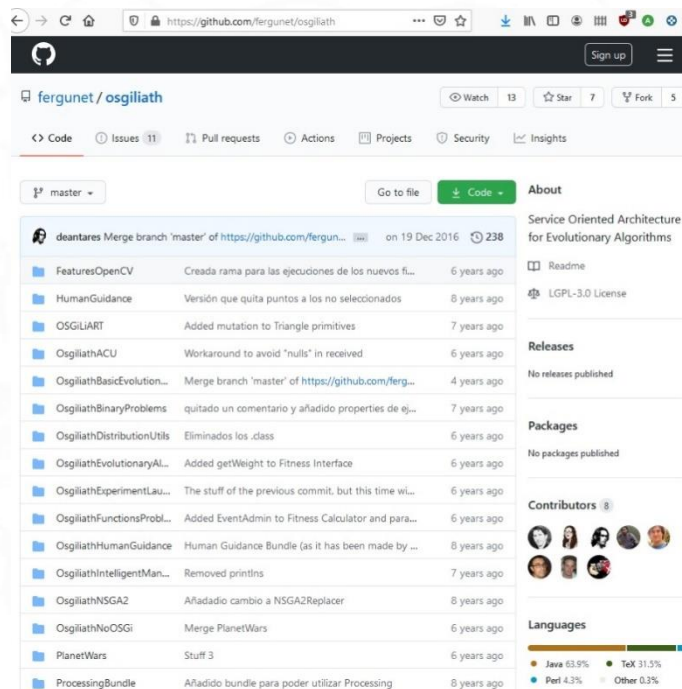 https://github.com/fergunet/osgiliath
Sign up
fergunet / osgiliath
Watch 13
Star 7
Fork 5
Code
Issues 11
Pull requests
Actions
Projects
Security
Insights
master
Go to file
Code
deantares Merge branch 'master' of https://github.com/fergun... ... on 19 Dec 2016 238
FeaturesOpenCV Creada rama para las ejecuciones de los nuevos fi... 6 years ago
HumanGuidance Versión que quita puntos a los no seleccionados 8 years ago
OSGiLiART Added mutation to Triangle primitives 7 years ago
OsgiliathACU Workaround to avoid "nulls" in received 6 years ago
OsgiliathBasicEvolution... Merge branch 'master' of https://github.com/ferg... 4 years ago
OsgiliathBinaryProblems quitado un comentario y añadido properties de ej... 7 years ago
OsgiliathDistributionUtils Eliminados los .class 6 years ago
OsgiliathEvolutionaryAl... Added getWeight to Fitness Interface 6 years ago
OsgiliathExperimentLau... The stuff of the previous commit, but this time wi... 6 years ago
OsgiliathFunctionsProbl... Added EventAdmin to Fitness Calculator and para... 6 years ago
OsgiliathHumanGuidance Human Guidance Bundle (as it has been made by ... 8 years ago
OsgiliathIntelligentMan... Removed printlns 7 years ago
OsgiliathNSGA2 Añadadio cambio a NSGA2Replacer 8 years ago
OsgiliathNoOSGi Merge PlanetWars 6 years ago
PlanetWars Stuff 3 6 years ago
ProcessingBundle Añadido bundle para poder utilizar Processing 8 years ago
About
Service Oriented Architecture
for Evolutionary Algorithms
Readme
LGPL-3.0 License
Releases
No releases published
Packages
No packages published
Contributors 8
Languages
Java 63.9% TeX 31.5%
Perl 4.3% Other 0.3%